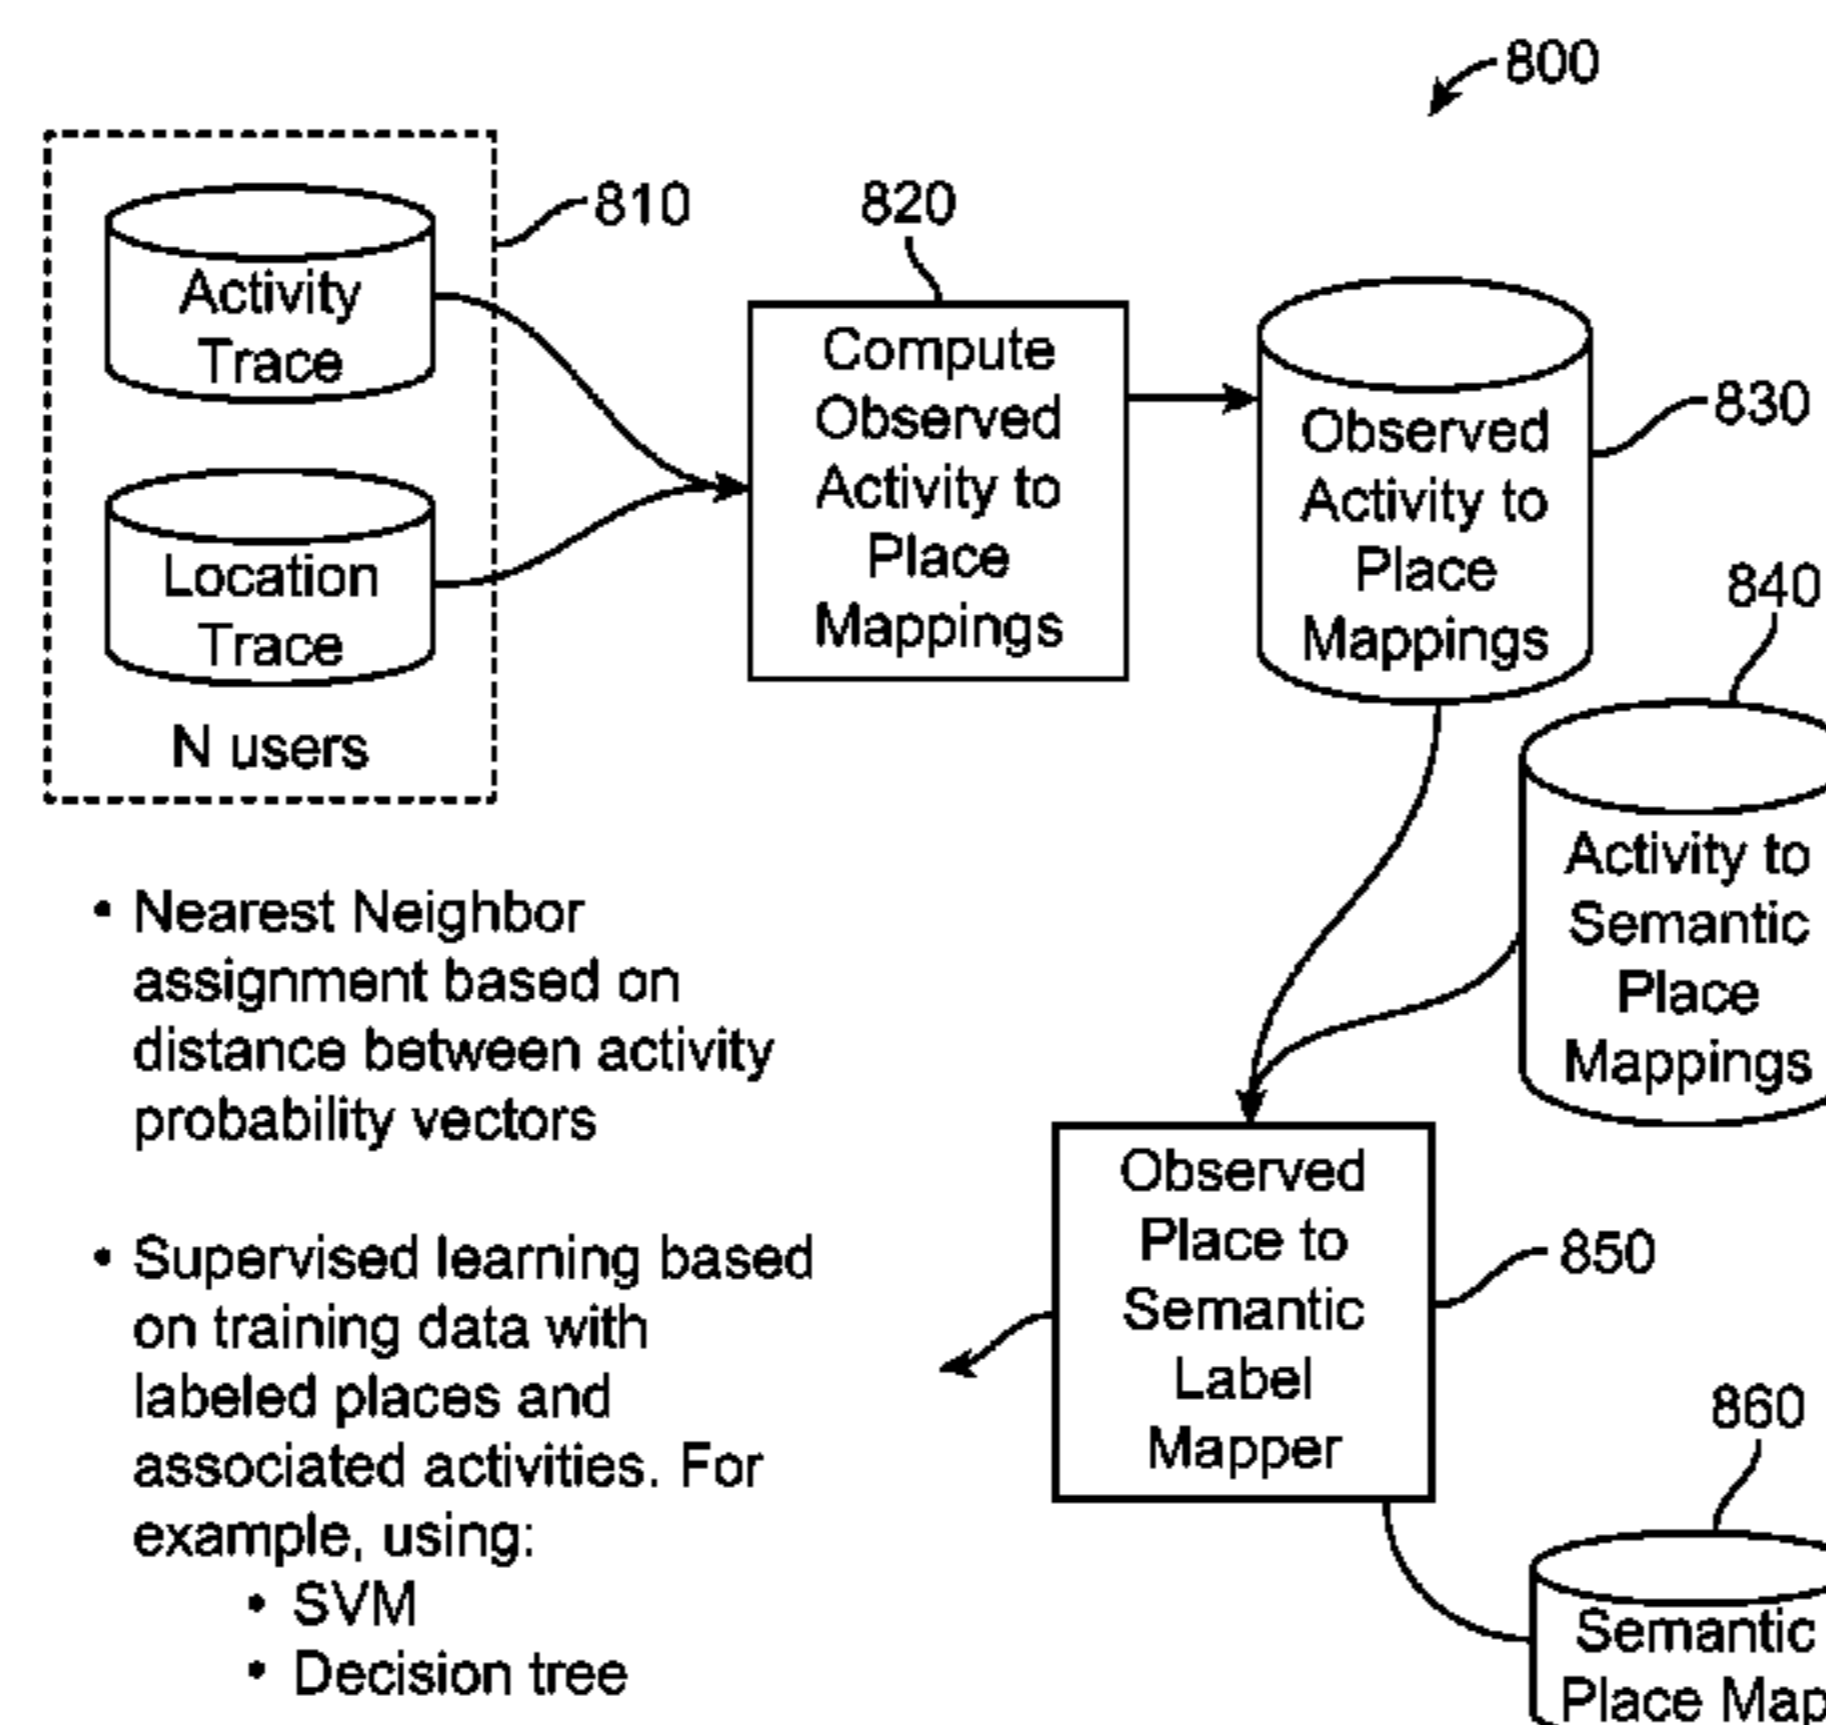 800
810
820
Activity
Trace
Location
Trace
N users
Compute
Observed
Activity to
Place
Mappings
830
Observed
Activity to
Place
Mappings
840
Activity to
Semantic
Place
Mappings
• Nearest Neighbor
assignment based on
distance between activity
probability vectors
• Supervised learning based
on training data with
labeled places and
associated activities. For
example, using:
• SVM
• Decision tree
Observed
Place to
Semantic
Label
Mapper
850
860
Semantic
Place Map